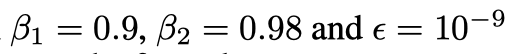 β₁ = 0.9, β₂ = 0.98 and ϵ = 10⁻⁹